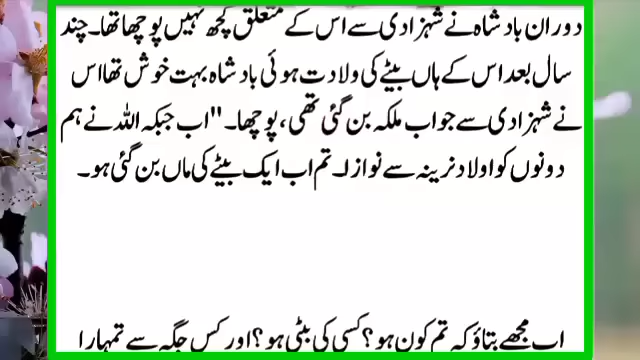 دوران بادشاہ نے شہزادی سے اس کے متعلق کچھ نہیں پوچھا تھا۔ چند
سال بعد اس کے ہاں بیٹے کی ولادت ہوئی بادشاہ بہت خوش تھا اس
نے شہزادی سے جو اب ملکہ بن گئی تھی، پوچھا۔ "اب جبکہ اللہ نے ہم
دونوں کو اولاد نرینہ سے نوازا۔ تم اب ایک بیٹے کی ماں بن گئی ہو۔
اب مجھے بتاؤ کہ تم کون ہو؟ کسی کی بیٹی ہو؟ اور کس جگہ سے تمہارا